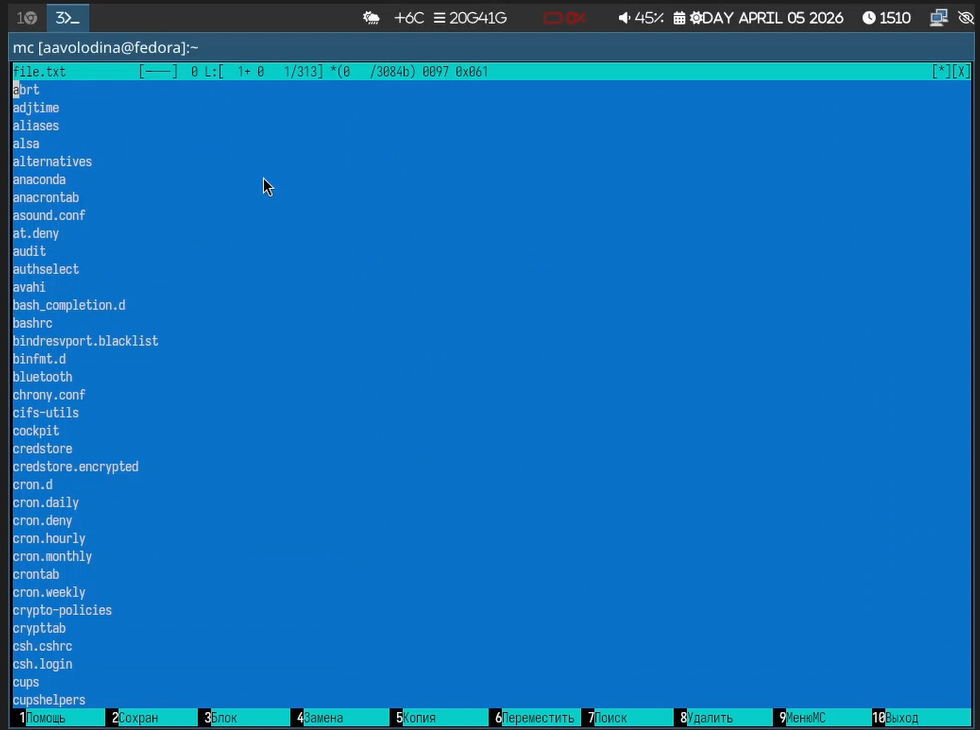 1 3>_ +6C 20G41G 0% 45% DAY APRIL 05 2026 1510
mc [aavolodina@fedora]:~
file.txt [----] 0 L:[ 1+ 0 1/313] *(0 /3084b) 0097 0x061 [*][X]
abrt
adjtime
aliases
alsa
alternatives
anaconda
anacrontab
asound.conf
at.deny
audit
authselect
avahi
bash_completion.d
bashrc
bindresvport.blacklist
binfmt.d
bluetooth
chrony.conf
cifs-utils
cockpit
credstore
credstore.encrypted
cron.d
cron.daily
cron.deny
cron.hourly
cron.monthly
crontab
cron.weekly
crypto-policies
crypttab
csh.cshrc
csh.login
cups
cupshelpers
1Помощь 2Сохран 3Блок 4Замена 5Копия 6Переместить 7Поиск 8Удалить 9МенюМС 10Выход